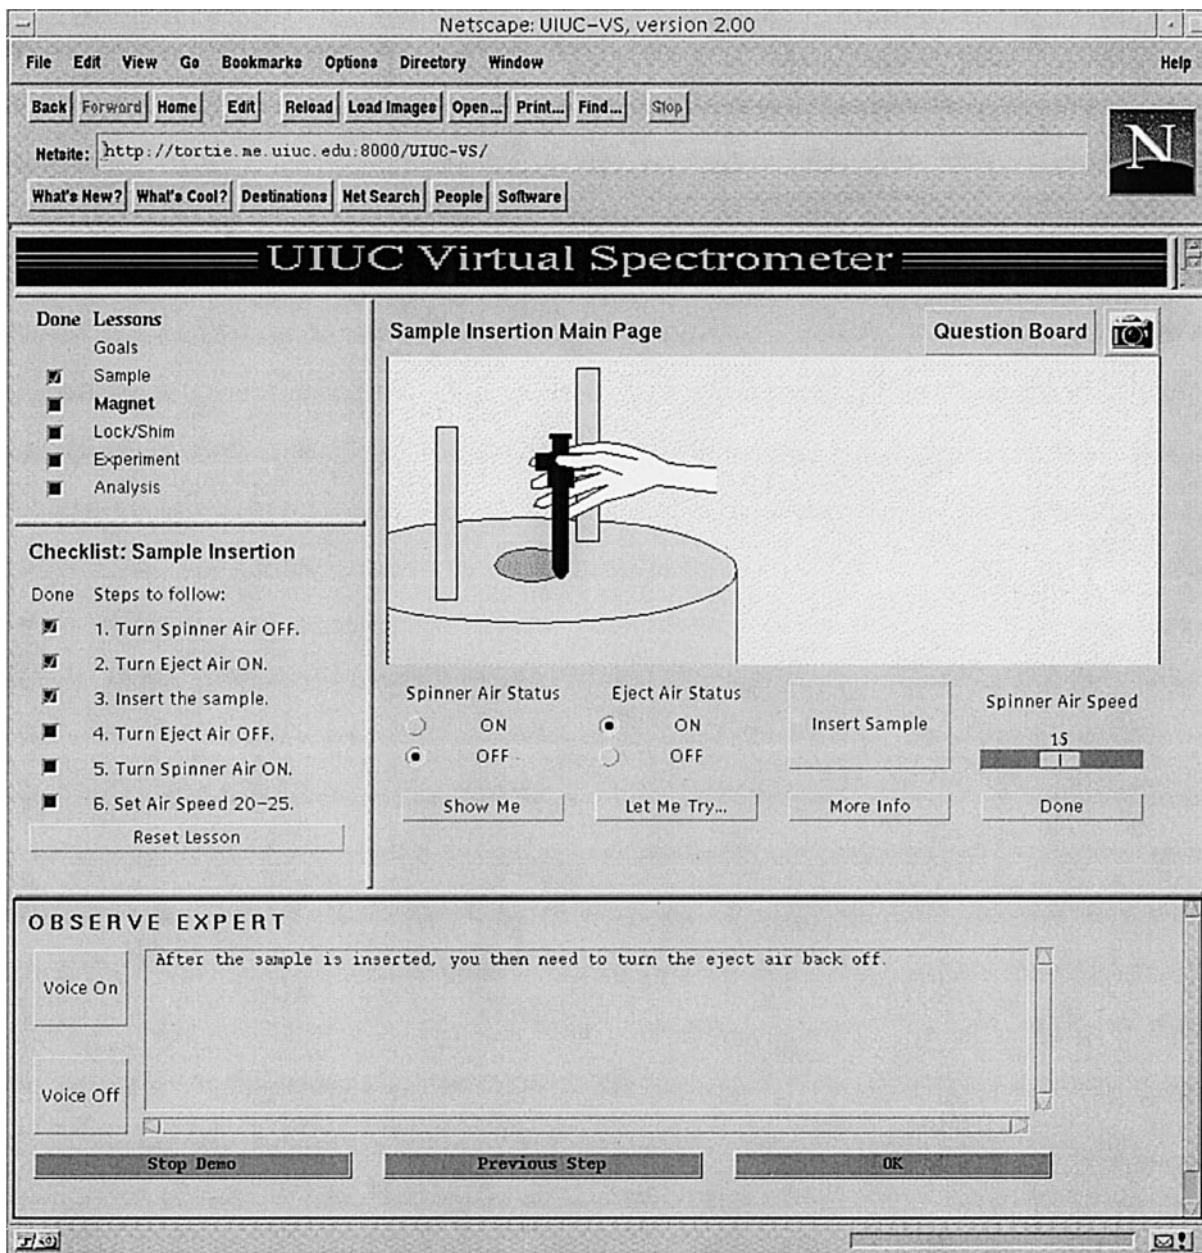 Netscape: UIUC-VS, version 2.00
File Edit View Go Bookmarks Options Directory Window Help
Back Forword Home Edit Reload Load Images Open... Print... Find... Stop
Netsite: http://tortie.me.uiuc.edu:8000/UIUC-VS/
N
What's New? What's Cool? Destinations Net Search People Software
UIUC Virtual Spectrometer
Done Lessons
Goals
Sample
Magnet
Lock/Shim
Experiment
Analysis
Checklist: Sample Insertion
Done Steps to follow:
1. Turn Spinner Air OFF.
2. Turn Eject Air ON.
3. Insert the sample.
4. Turn Eject Air OFF.
5. Turn Spinner Air ON.
6. Set Air Speed 20-25.
Reset Lesson
Sample Insertion Main Page
Question Board
Spinner Air Status
ON
OFF
Eject Air Status
ON
OFF
Insert Sample
Spinner Air Speed
15
Show Me Let Me Try... More Info Done
OBSERVE EXPERT
Voice On
After the sample is inserted, you then need to turn the eject air back off.
Voice Off
Stop Demo Previous Step OK